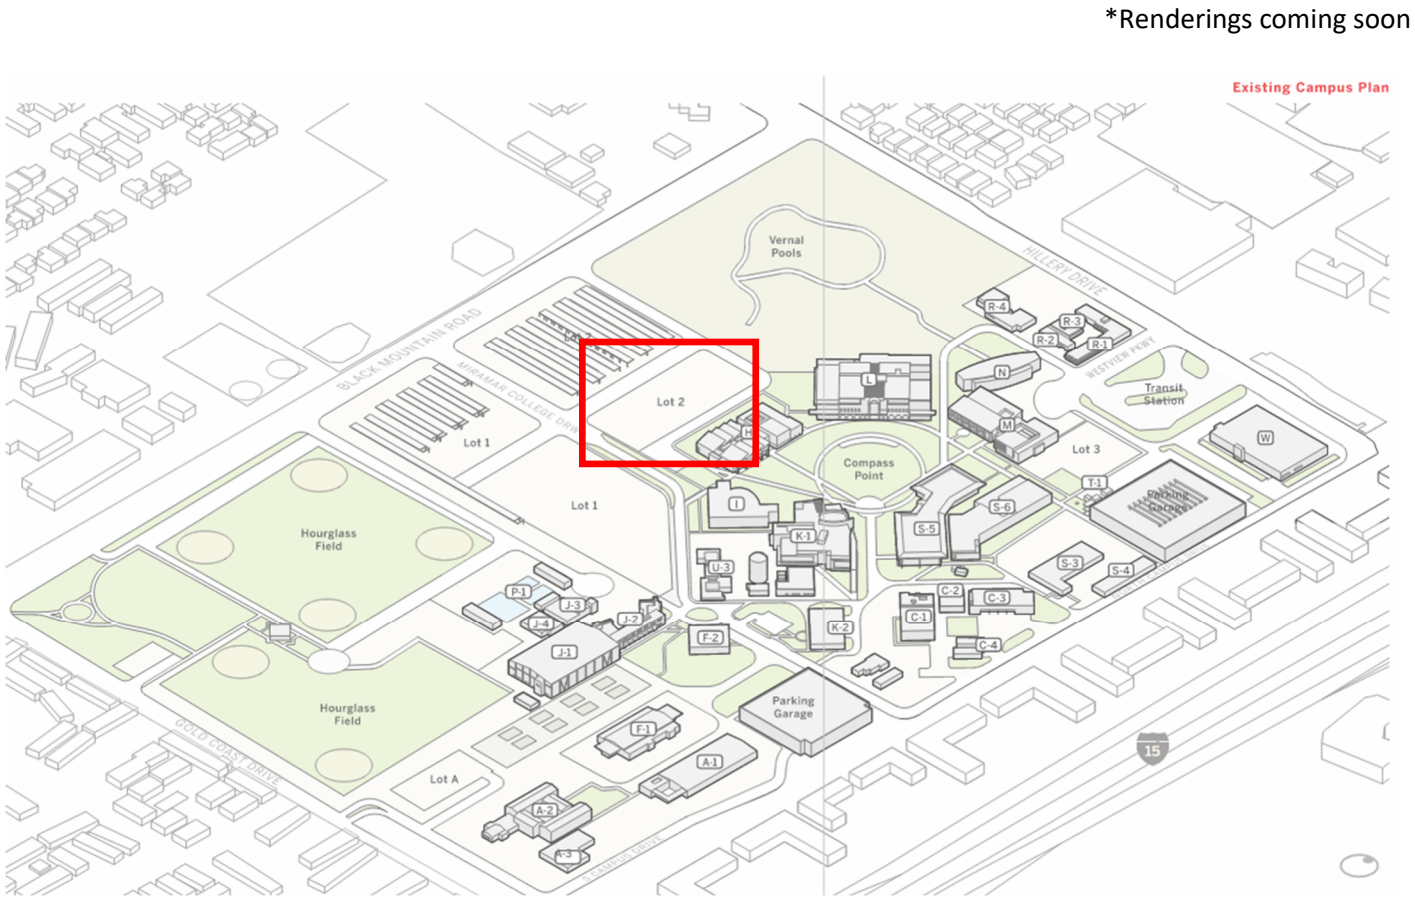 *Renderings coming soon
Existing Campus Plan
Vernal
Pools
HILLERY DRIVE
R-4
R-3
R-2
R-1
BLACK MOUNTAIN ROAD
WESTVIEW PKWY
MIRAMAR COLLEGE DRIVE
L
N
Transit
Station
Lot 2
M
H
W
Lot 1
Lot 3
Compass
Point
T-1
Parking
Garage
Lot 1
I
S-6
S-5
K-1
Hourglass
Field
U-3
S-3
S-4
P-1
J-3
J-4
J-2
C-2
C-3
C-1
K-2
F-2
C-4
J-1
M
M
Parking
Garage
Hourglass
Field
F-1
GOLD COAST DRIVE
15
A-1
Lot A
A-2
A-3
S CAMPUS DRIVE